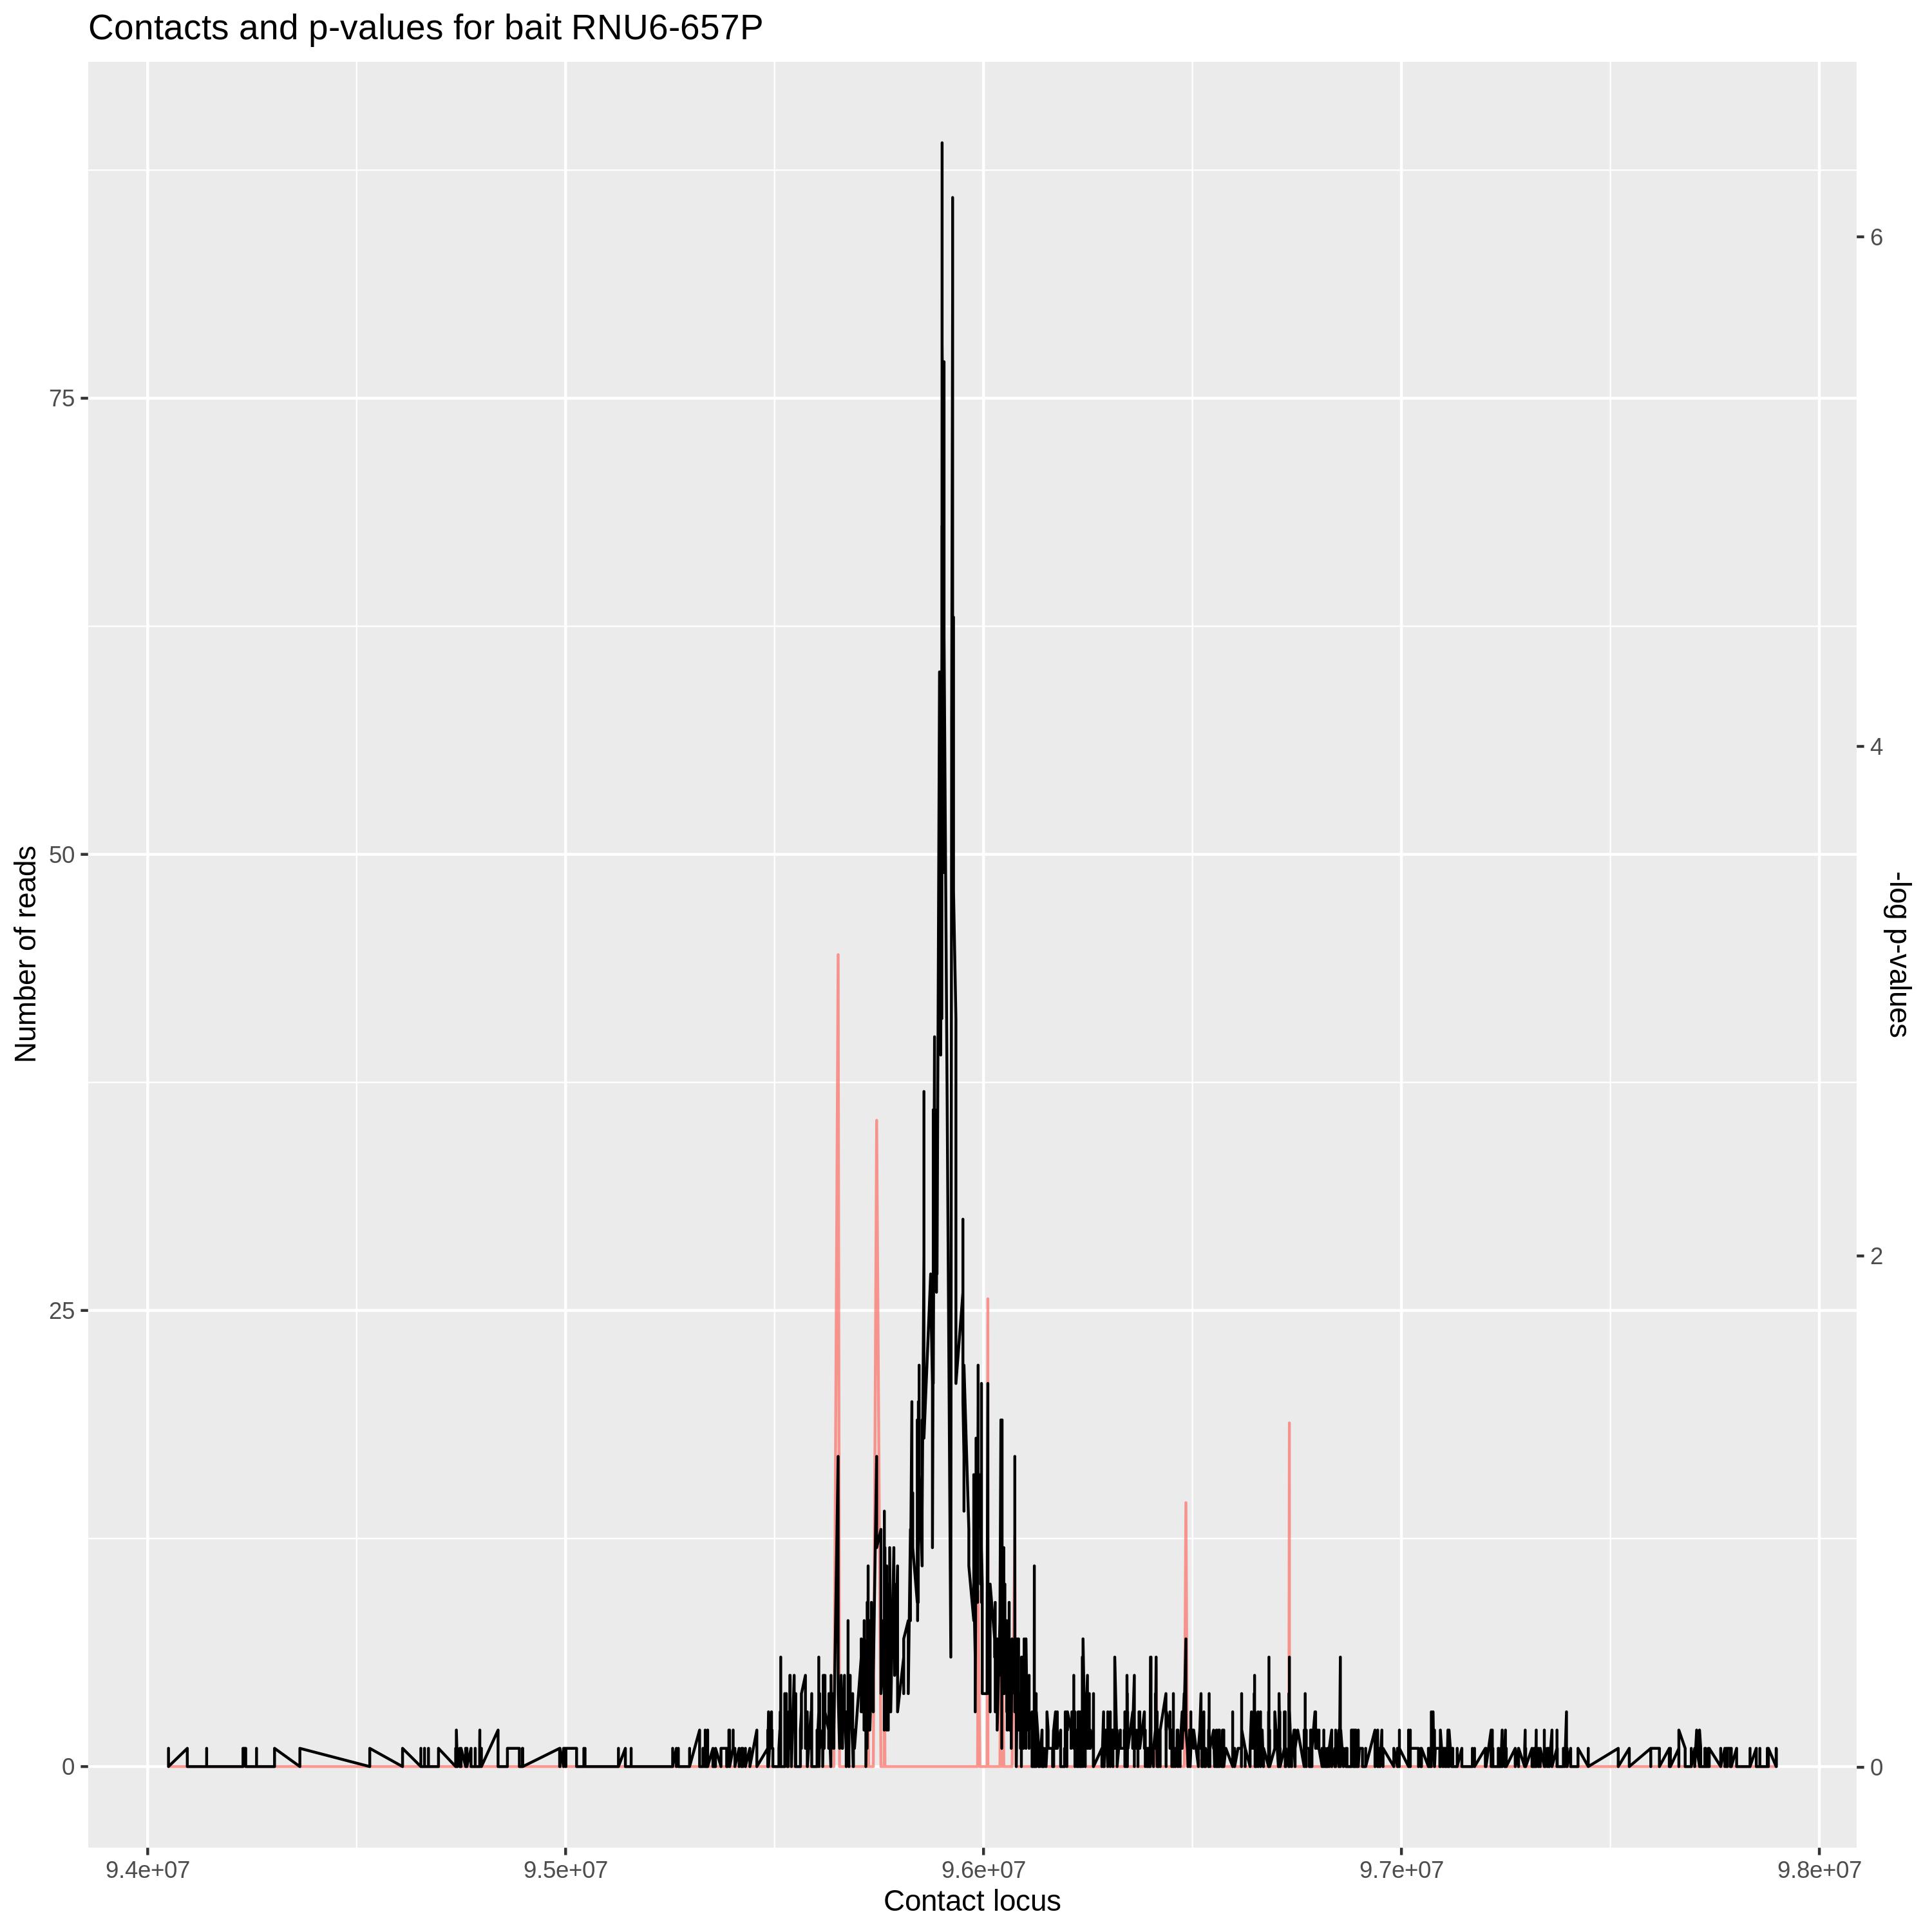 Contacts and p-values for bait RNU6-657P
75
50
25
0
6
4
2
0
Number of reads
-log p-values
9.4e+07
9.5e+07
9.6e+07
9.7e+07
9.8e+07
Contact locus